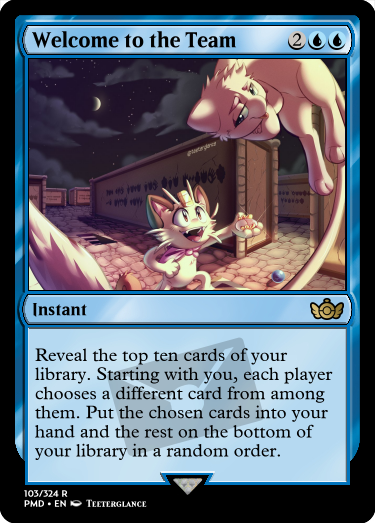 Welcome to the Team 2
@teeterglance
Instant
Reveal the top ten cards of your
library. Starting with you, each player
chooses a different card from among
them. Put the chosen cards into your
hand and the rest on the bottom of
your library in a random order.
103/324 R
PMD • EN TEETERGLANCE